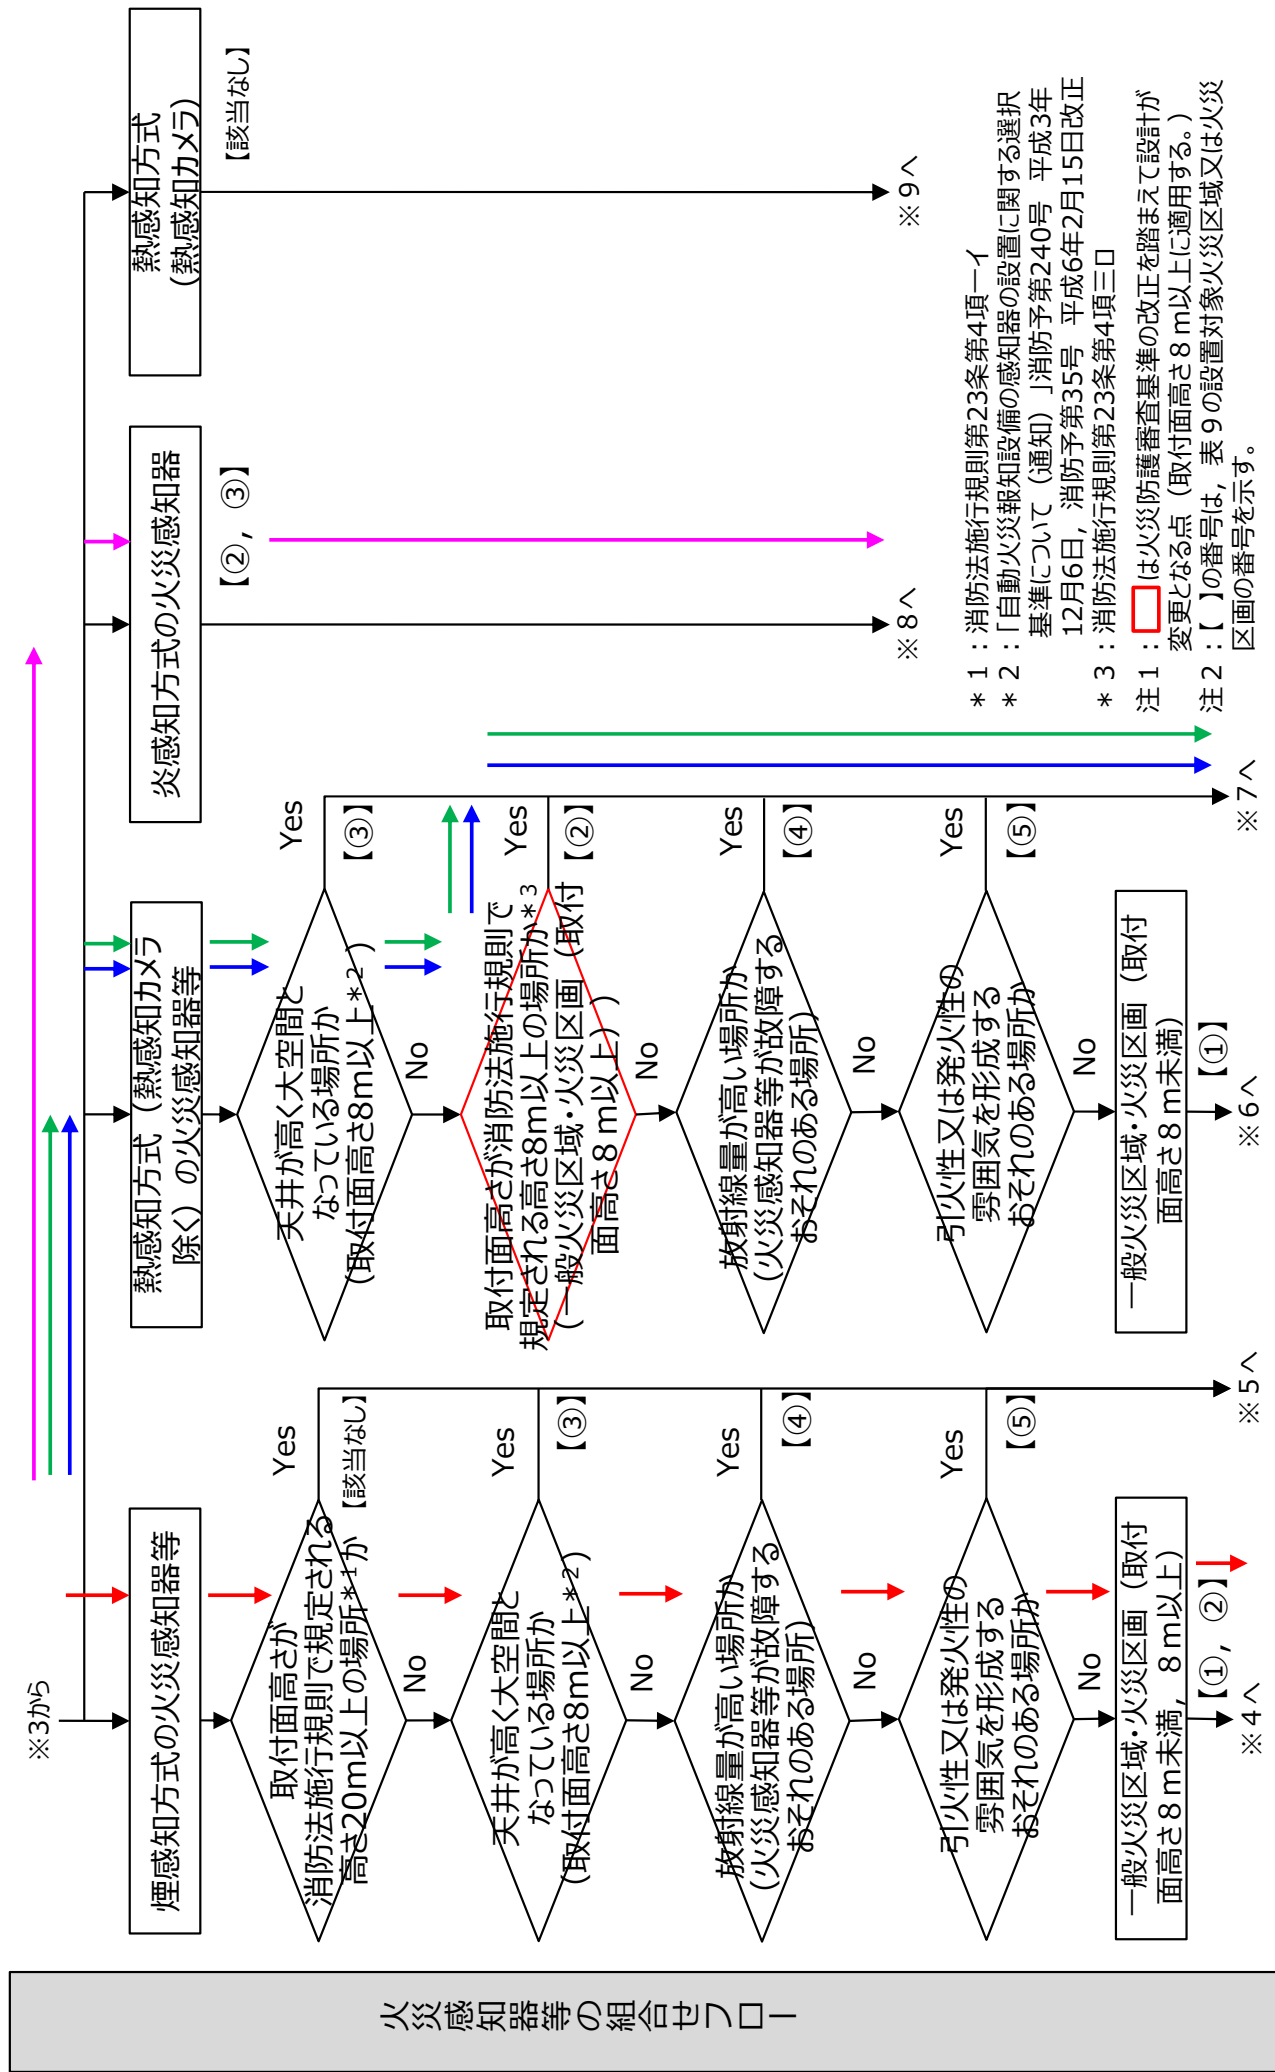 火災感知器等の組合せフロー
※3から
煙感知方式の火災感知器等
取付面高さが
消防法施行規則で規定される
高さ20m以上の場所＊1か
Yes
【該当なし】
No
天井が高く大空間と
なっている場所か
(取付面高さ8m以上＊2)
Yes
【③】
No
放射線量が高い場所か
(火災感知器等が故障する
おそれのある場所)
Yes
【④】
No
引火性又は発火性の
雰囲気を形成する
おそれのある場所か
Yes
【⑤】
No
一般火災区域・火災区画（取付
面高さ８ｍ未満，８ｍ以上）
【①，②】
※４へ
※５へ
熱感知方式（熱感知カメラ
除く）の火災感知器等
天井が高く大空間と
なっている場所か
(取付面高さ8m以上＊2)
Yes
【③】
No
取付面高さが消防法施行規則で
規定される高さ8m以上の場所か＊3
(一般火災区域・火災区画（取付
面高さ８ｍ以上）
Yes
【②】
No
放射線量が高い場所か
(火災感知器等が故障する
おそれのある場所)
Yes
【④】
No
引火性又は発火性の
雰囲気を形成する
おそれのある場所か
Yes
【⑤】
No
一般火災区域・火災区画（取付
面高さ８ｍ未満）
【①】
※６へ
※７へ
炎感知方式の火災感知器
【②，③】
※８へ
熱感知方式
(熱感知カメラ)
【該当なし】
※９へ
＊１：消防法施行規則第23条第4項一イ
＊２：「自動火災報知設備の感知器の設置に関する選択
基準について（通知）」消防予第240号　平成3年
12月6日，消防予第35号　平成6年2月15日改正
＊３：消防法施行規則第23条第4項三ロ
注１：は火災防護審査基準の改正を踏まえて設計が
変更となる点（取付面高さ８ｍ以上に適用する。）
注２：【　】の番号は，表９の設置対象火災区域又は火災
区画の番号を示す。